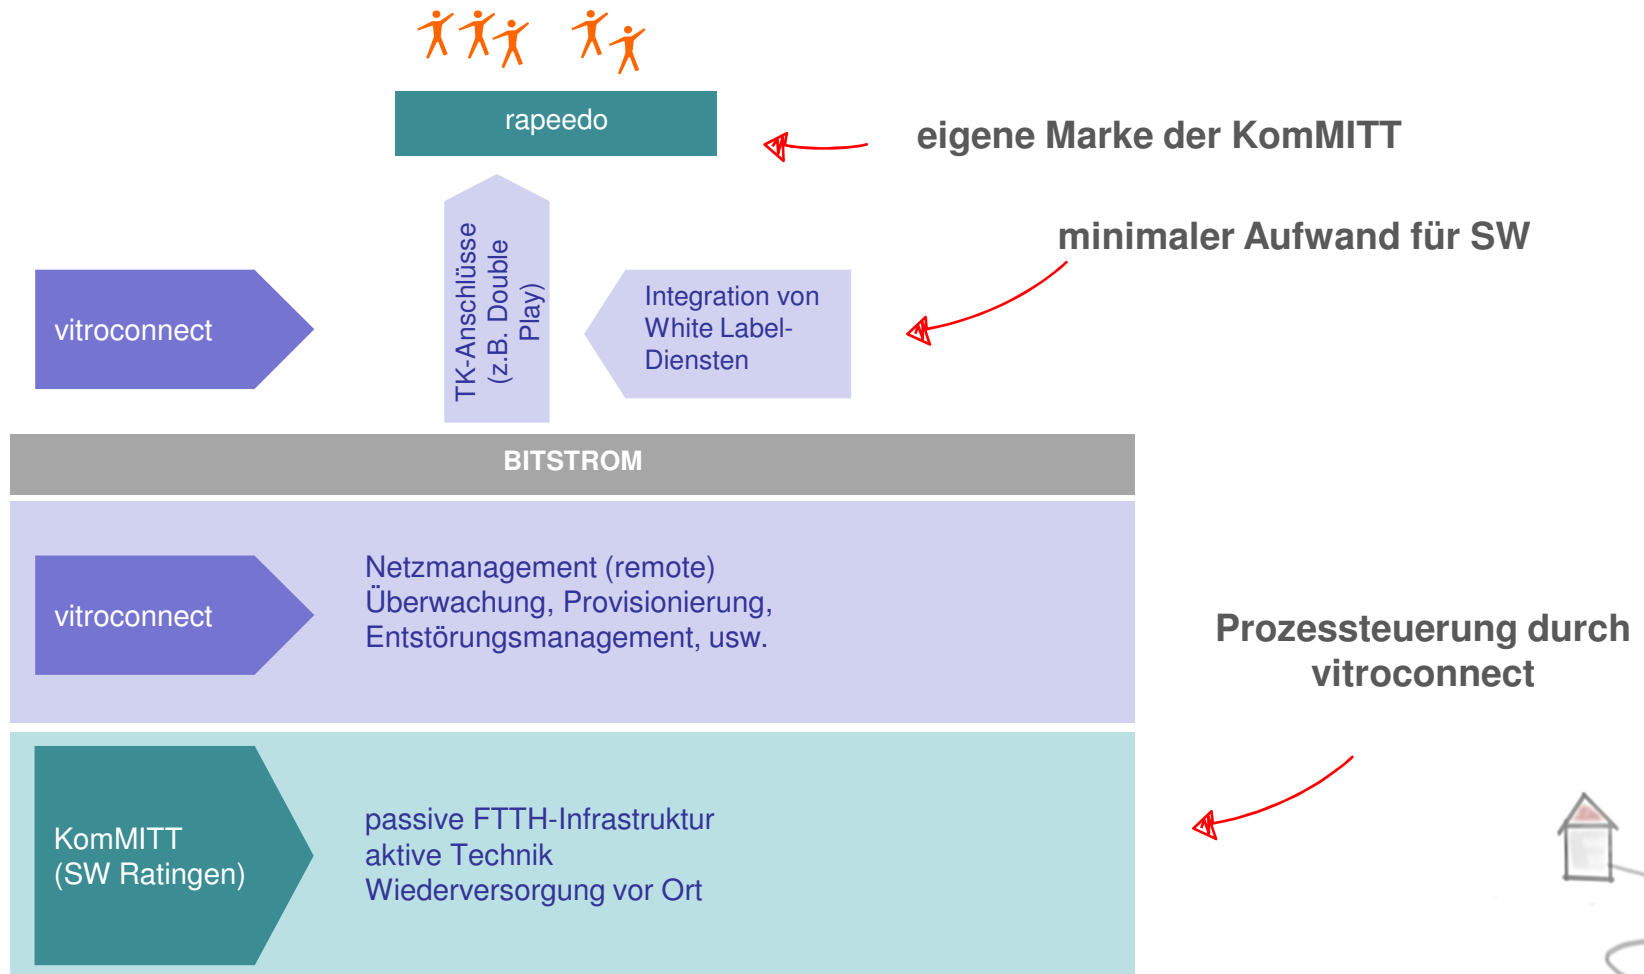 rapeedo
eigene Marke der KomMITT
minimaler Aufwand für SW
vitroconnect
TK-Anschlüsse
(z.B. Double
Play)
Integration von
White Label-
Diensten
BITSTROM
vitroconnect
Netzmanagement (remote)
Überwachung, Provisionierung,
Entstörungsmanagement, usw.
Prozessteuerung durch
vitroconnect
KomMITT
(SW Ratingen)
passive FTTH-Infrastruktur
aktive Technik
Wiederversorgung vor Ort